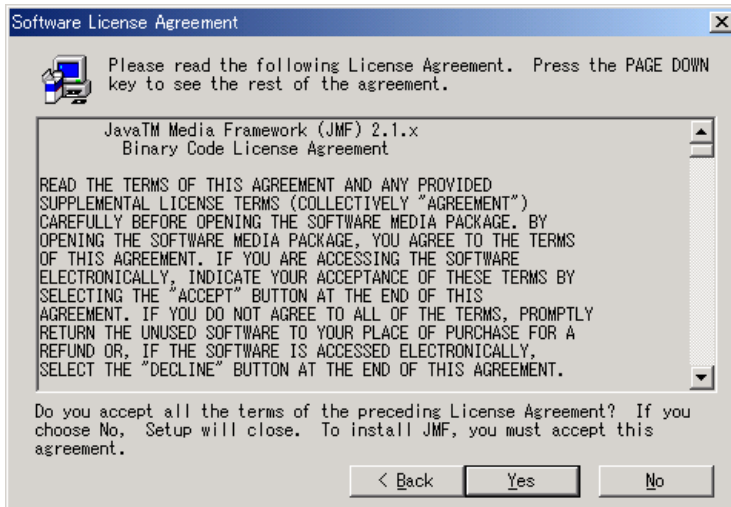 Software License Agreement
Please read the following License Agreement. Press the PAGE DOWN
key to see the rest of the agreement.
JavaTM Media Framework (JMF) 2.1.x
Binary Code License Agreement
READ THE TERMS OF THIS AGREEMENT AND ANY PROVIDED
SUPPLEMENTAL LICENSE TERMS (COLLECTIVELY "AGREEMENT")
CAREFULLY BEFORE OPENING THE SOFTWARE MEDIA PACKAGE. BY
OPENING THE SOFTWARE MEDIA PACKAGE, YOU AGREE TO THE TERMS
OF THIS AGREEMENT. IF YOU ARE ACCESSING THE SOFTWARE
ELECTRONICALLY, INDICATE YOUR ACCEPTANCE OF THESE TERMS BY
SELECTING THE "ACCEPT" BUTTON AT THE END OF THIS
AGREEMENT. IF YOU DO NOT AGREE TO ALL OF THE TERMS, PROMPTLY
RETURN THE UNUSED SOFTWARE TO YOUR PLACE OF PURCHASE FOR A
REFUND OR, IF THE SOFTWARE IS ACCESSED ELECTRONICALLY,
SELECT THE "DECLINE" BUTTON AT THE END OF THIS AGREEMENT.
Do you accept all the terms of the preceding License Agreement? If you
choose No, Setup will close. To install JMF, you must accept this
agreement.
< Back Yes No